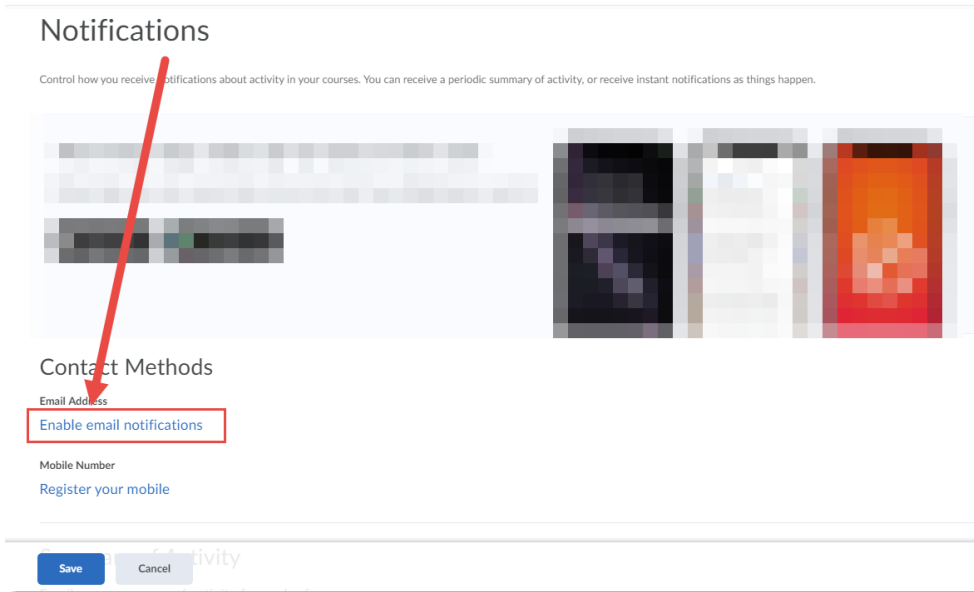 Notifications
Control how you receive notifications about activity in your courses. You can receive a periodic summary of activity, or receive instant notifications as things happen.
Contact Methods
Email Address
Enable email notifications
Mobile Number
Register your mobile
Save
Cancel